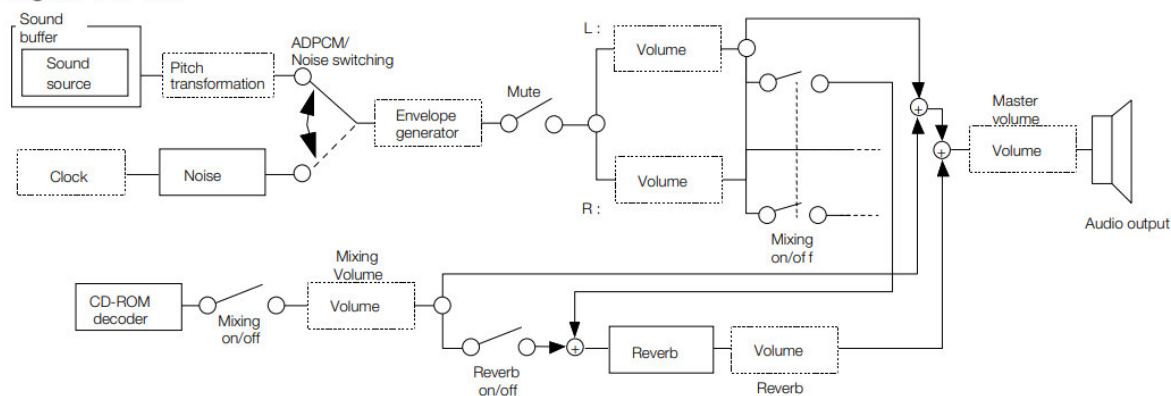 Sound
buffer
Sound
source
Pitch
transformation
ADPCM/
Noise switching
Envelope
generator
Mute
L :
Volume
Clock
Noise
Volume
R :
Mixing
on/of f
+
+
Master
volume
Volume
Audio output
CD-ROM
decoder
Mixing
on/off
Mixing
Volume
Volume
Reverb
on/off
+
Reverb
Volume
Reverb